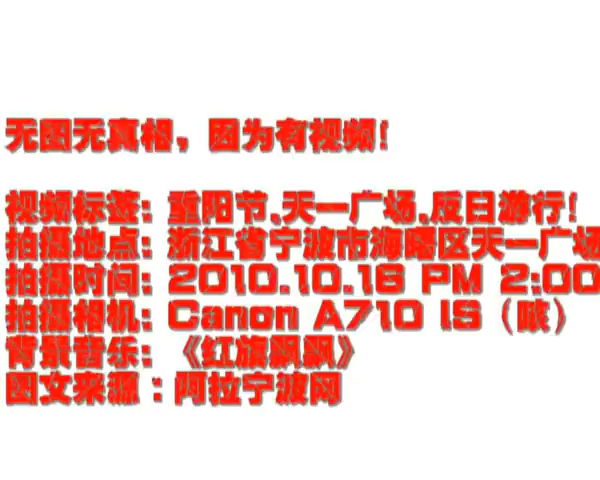 无图无真相，因为有视频！
视频标签：重阳节、天一广场、反日游行！
拍摄地点：浙江省宁波市海曙区天一广场
拍摄时间：2010.10.16 PM 2:00
拍摄相机：Canon A710 IS（咳）
背景音乐：《红旗飘飘》
图文来源：阿拉宁波网